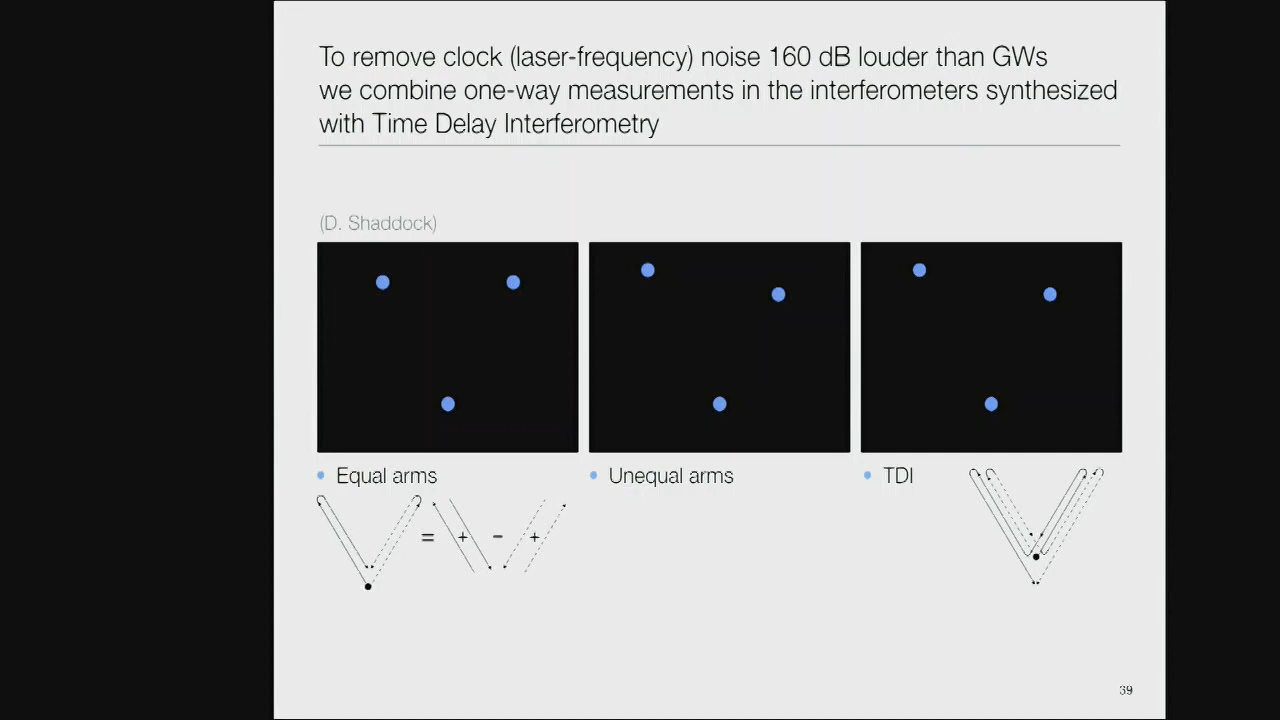 To remove clock (laser-frequency) noise 160 dB louder than GWs
we combine one-way measurements in the interferometers synthesized
with Time Delay Interferometry
(D. Shaddock)
• Equal arms
• Unequal arms
• TDI
= + - +
39